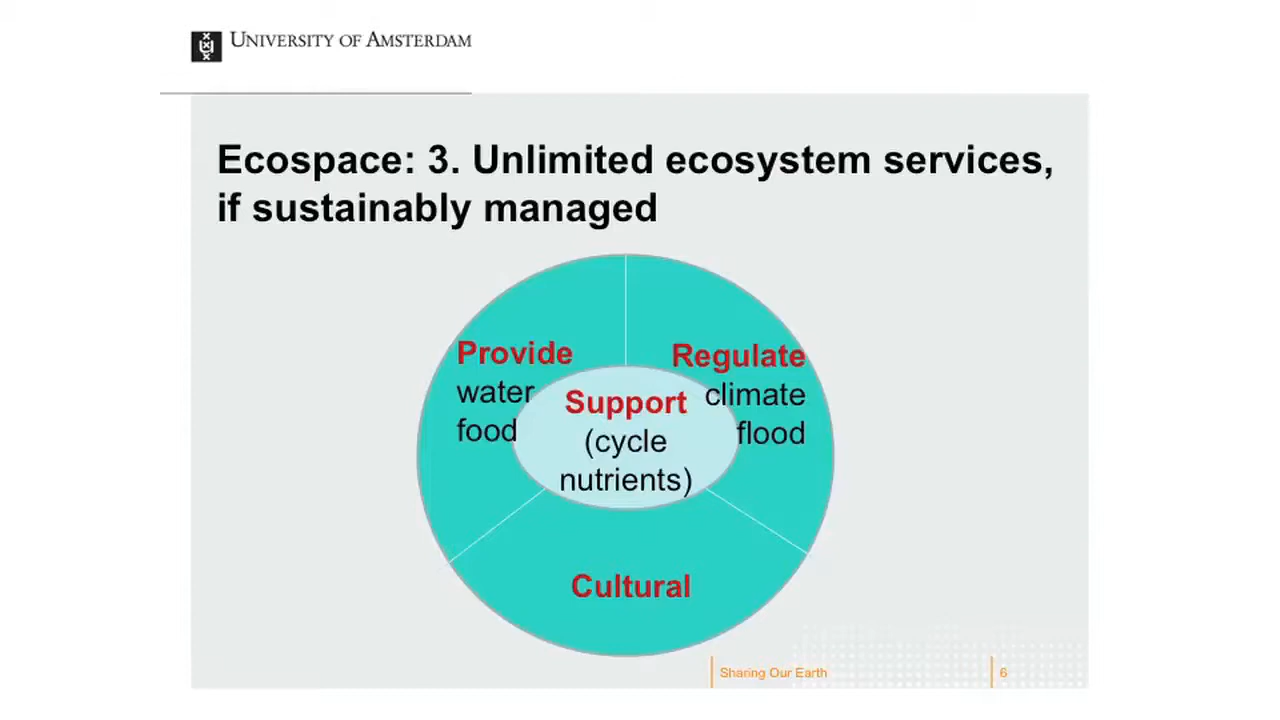 UNIVERSITY OF AMSTERDAM
Ecospace: 3. Unlimited ecosystem services,
if sustainably managed
Provide
water
food
Regulate
climate
flood
Support
(cycle
nutrients)
Cultural
Sharing Our Earth
6